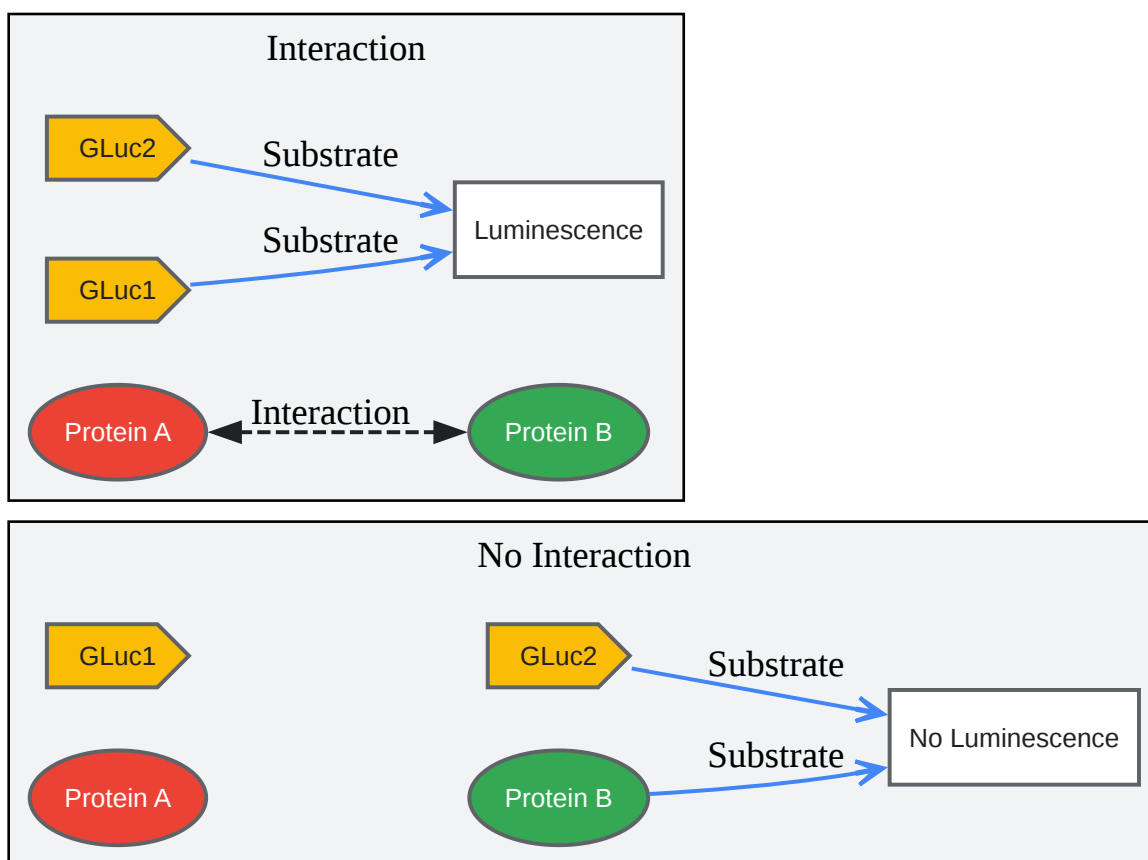 Interaction
GLuc2
Substrate
Luminescence
Substrate
GLuc1
Interaction
Protein A
Protein B
No Interaction
GLuc1
GLuc2
Substrate
No Luminescence
Substrate
Protein A
Protein B